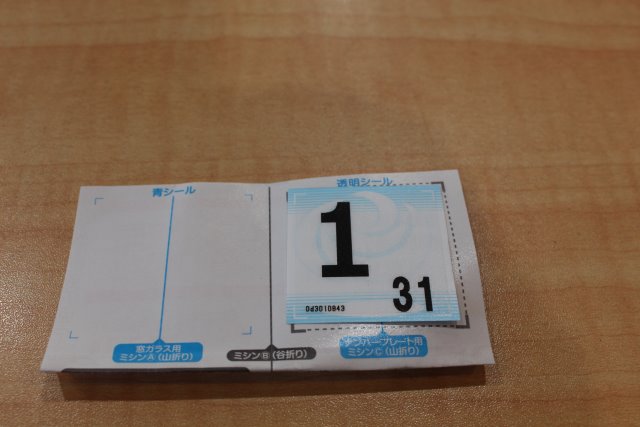 青シール
透明シール
1
31
0d3010843
窓ガラス用
ミシンA(山折り)
ミシンB(谷折り)
ナンバープレート用
ミシンC(山折り)